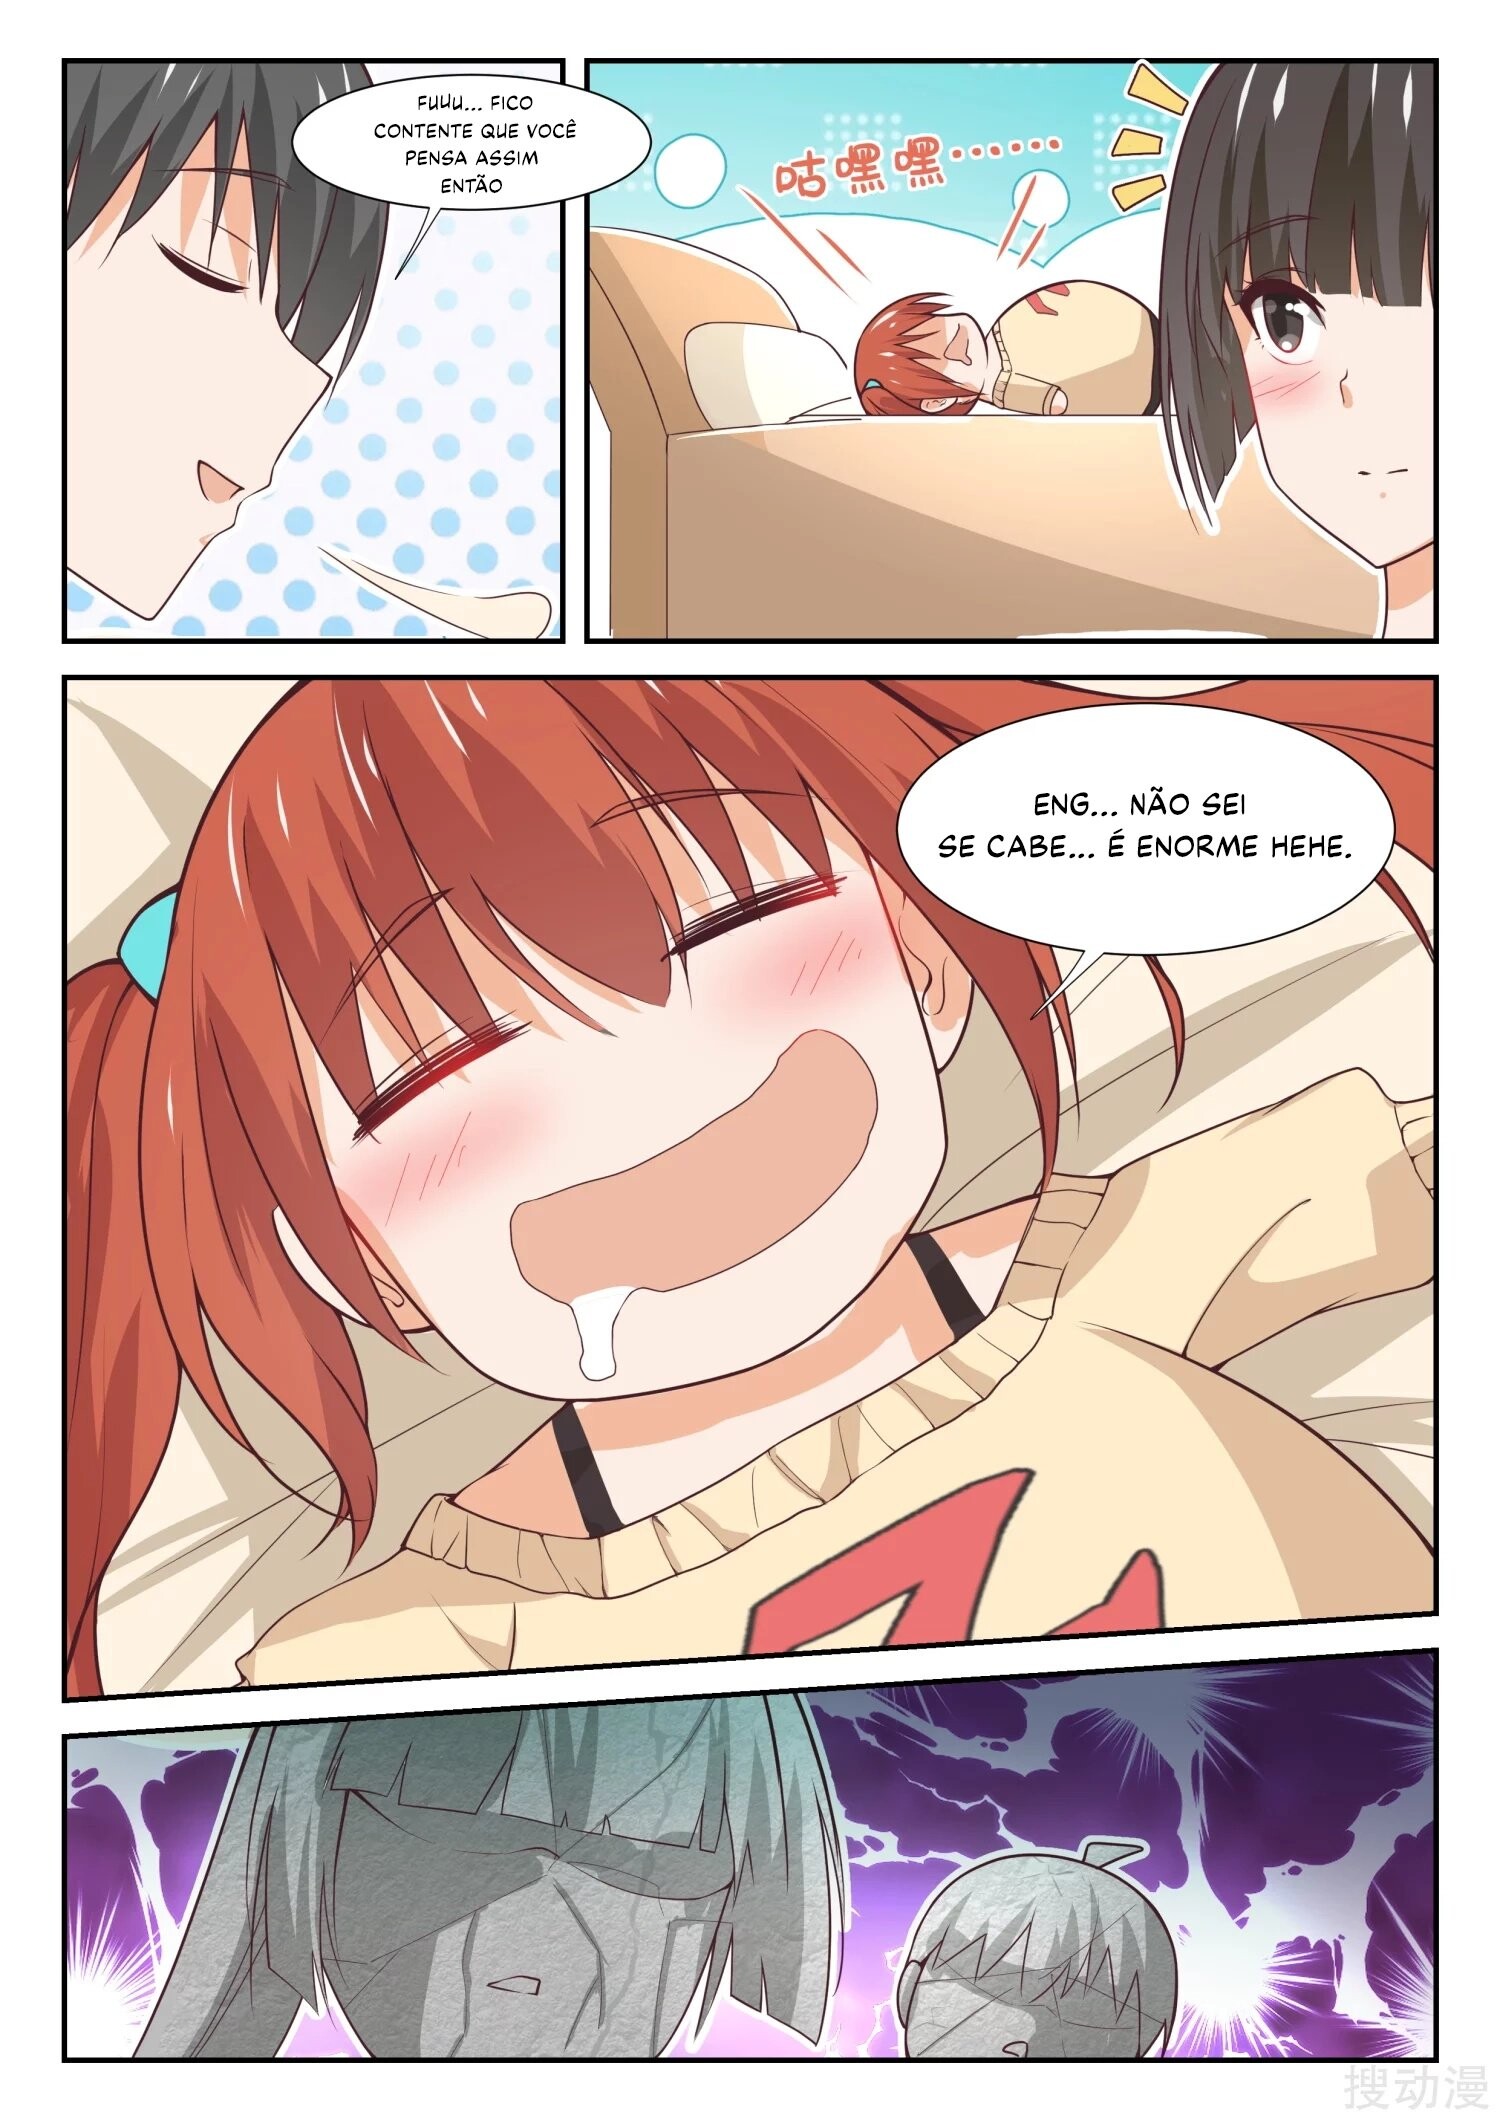 FUUU... FICO
CONTENTE QUE VOCÊ
PENSA ASSIM
ENTÃO
咕嘿嘿……
ENG... NÃO SEI
SE CABE... É ENORME HEHE.
搜动漫